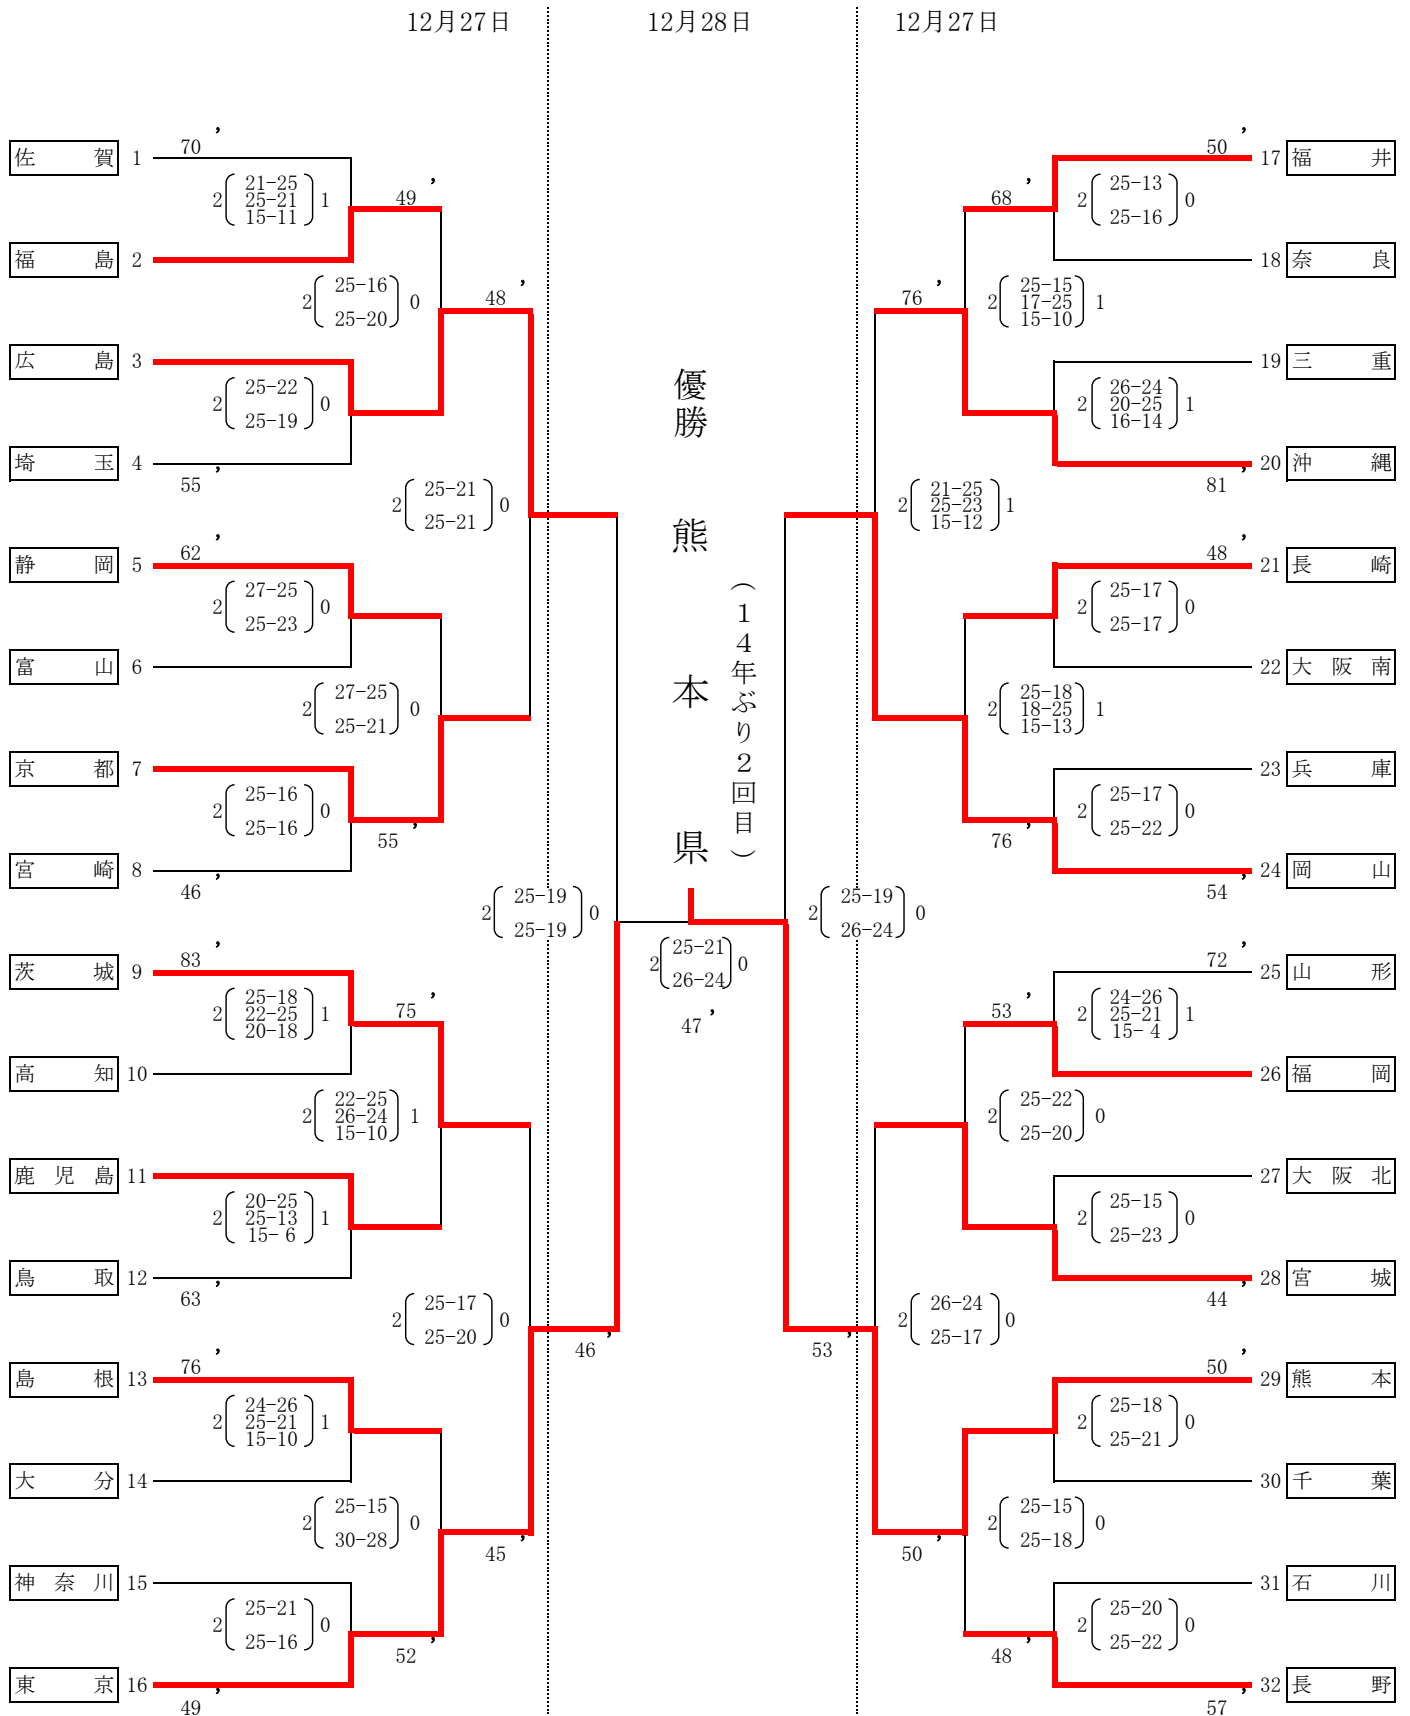 12月27日 12月28日 12月27日
佐賀 1 70’
2 21-25 25-21 15-11 1
49’
福島 2
2 25-16 25-20 0
48’
広島 3
2 25-22 25-19 0
埼玉 4 55’
2 25-21 25-21 0
静岡 5 62’
2 27-25 25-23 0
富山 6
2 27-25 25-21 0
京都 7
2 25-16 25-16 0
55’
宮崎 8 46’
2 25-19 25-19 0
茨城 9 83’
2 25-18 22-25 20-18 1
75’
高知 10
2 22-25 26-24 15-10 1
鹿児島 11
2 20-25 25-13 15- 6 1
鳥取 12 63’
2 25-17 25-20 0
46’
島根 13 76’
2 24-26 25-21 15-10 1
大分 14
2 25-15 30-28 0
45’
神奈川 15
2 25-21 25-16 0
52’
東京 16 49’
優勝 熊本県
(14年ぶり2回目)
2 25-21 26-24 0
47’
50’ 17 福井
2 25-13 25-16 0
68’
18 奈良
76’
2 25-15 17-25 15-10 1
19 三重
2 26-24 20-25 16-14 1
81’ 20 沖縄
2 21-25 25-23 15-12 1
48’ 21 長崎
2 25-17 25-17 0
22 大阪南
2 25-18 18-25 15-13 1
23 兵庫
2 25-17 25-22 0
76’
54’ 24 岡山
2 25-19 26-24 0
72’ 25 山形
2 24-26 25-21 15- 4 1
53’
26 福岡
2 25-22 25-20 0
27 大阪北
2 25-15 25-23 0
44’ 28 宮城
2 26-24 25-17 0
53’
50’ 29 熊本
2 25-18 25-21 0
30 千葉
2 25-15 25-18 0
50’
31 石川
2 25-20 25-22 0
48’
57’ 32 長野